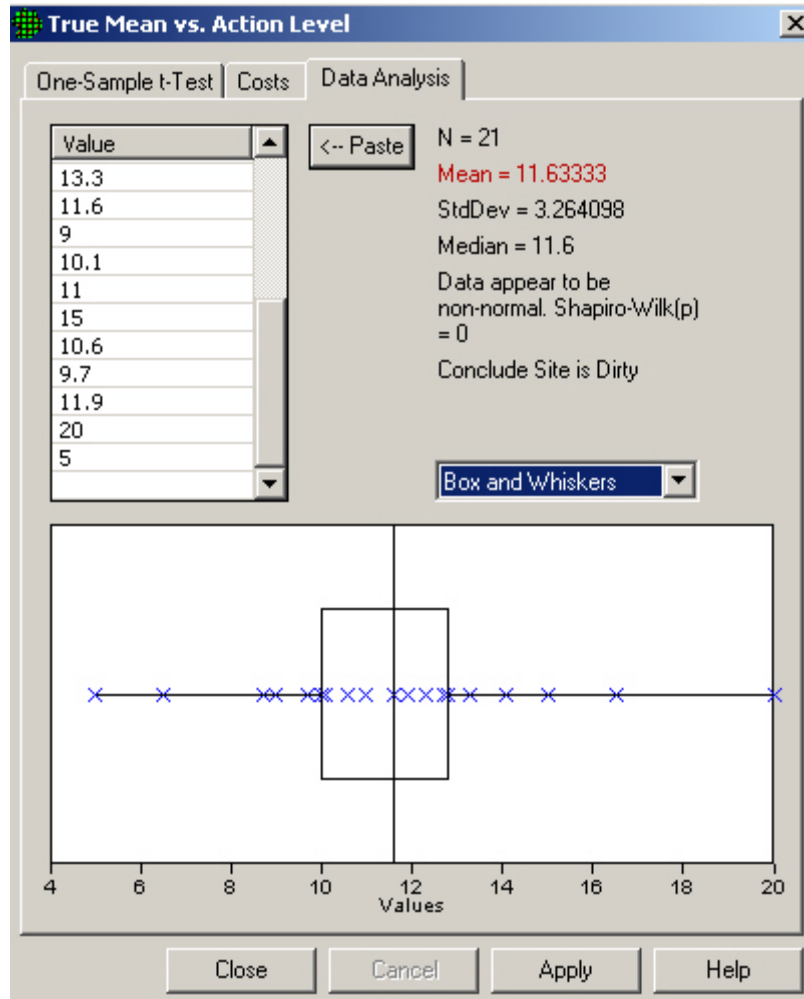 True Mean vs. Action Level
One-Sample t-Test
Costs
Data Analysis
Value
13.3
11.6
9
10.1
11
15
10.6
9.7
11.9
20
5
<-- Paste
N = 21
Mean = 11.63333
StdDev = 3.264098
Median = 11.6
Data appear to be
non-normal. Shapiro-Wilk(p)
= 0
Conclude Site is Dirty
Box and Whiskers
4 6 8 10 12 14 16 18 20
Values
Close
Cancel
Apply
Help